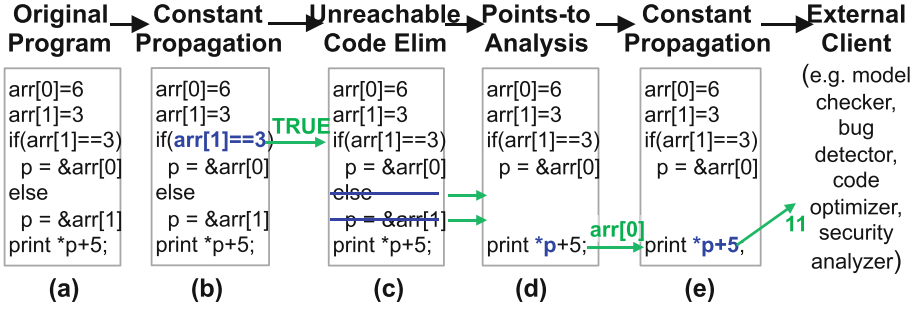 Original
Program
Constant
Propagation
Unreachable
Code Elim
Points-to
Analysis
Constant
Propagation
External
Client
arr[0]=6
arr[1]=3
if(arr[1]==3)
p = &arr[0]
else
p = &arr[1]
print *p+5;
(a)
arr[0]=6
arr[1]=3
if(arr[1]==3)
p = &arr[0]
else
p = &arr[1]
print *p+5;
(b)
TRUE
arr[0]=6
arr[1]=3
if(arr[1]==3)
p = &arr[0]
else
p = &arr[1]
print *p+5;
(c)
arr[0]=6
arr[1]=3
if(arr[1]==3)
p = &arr[0]
print *p+5;
(d)
arr[0]
arr[0]=6
arr[1]=3
if(arr[1]==3)
p = &arr[0]
print *p+5;
(e)
11
(e.g. model
checker,
bug
detector,
code
optimizer,
security
analyzer)